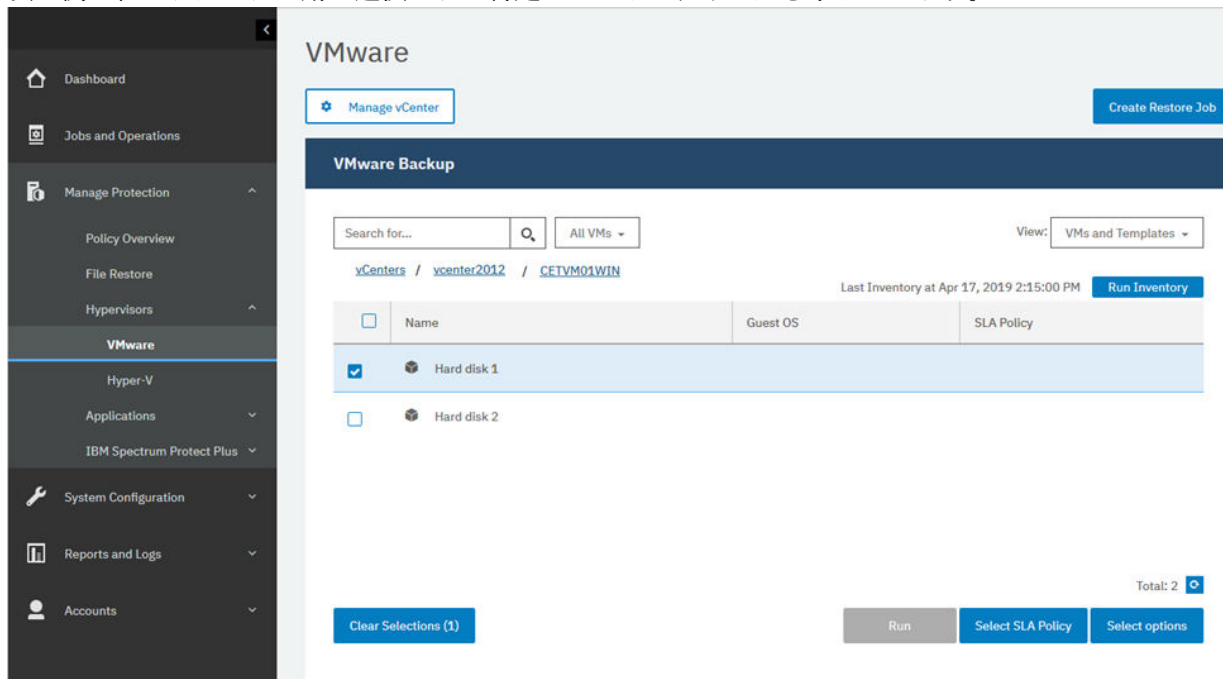 VMware
Dashboard
Manage vCenter
Create Restore Job
Jobs and Operations
VMware Backup
Manage Protection
Policy Overview
File Restore
Hypervisors
VMware
Hyper-V
Applications
IBM Spectrum Protect Plus
System Configuration
Reports and Logs
Accounts
Search for...
All VMs
View:
VMs and Templates
vCenters / vcenter2012 / CETVM01WIN
Last Inventory at Apr 17, 2019 2:15:00 PM
Run Inventory
Name
Guest OS
SLA Policy
Hard disk 1
Hard disk 2
Total: 2
Clear Selections (1)
Run
Select SLA Policy
Select options